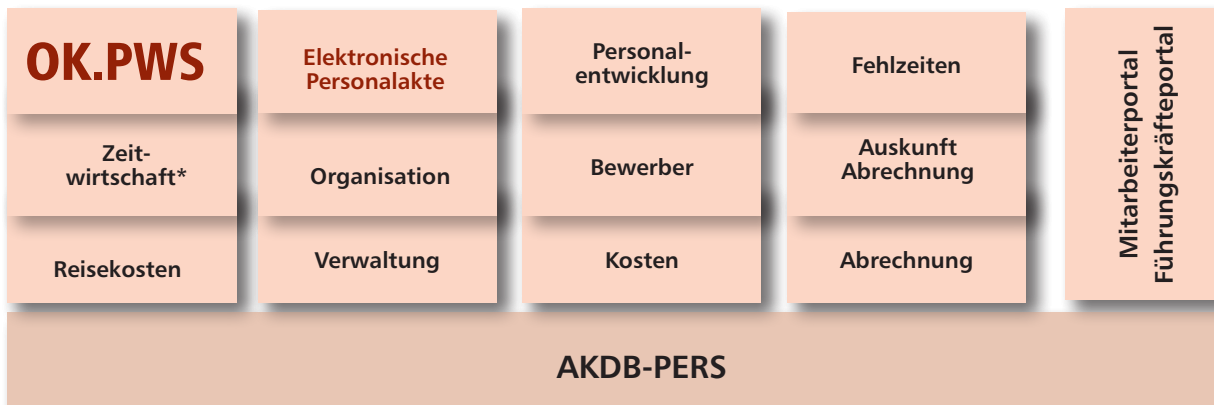 OK.PWS
Zeit-
wirtschaft*
Reisekosten
Elektronische
Personalakte
Organisation
Verwaltung
Personal-
entwicklung
Bewerber
Kosten
Fehlzeiten
Auskunft
Abrechnung
Abrechnung
Mitarbeiterportal
Führungskräfteportal
AKDB-PERS